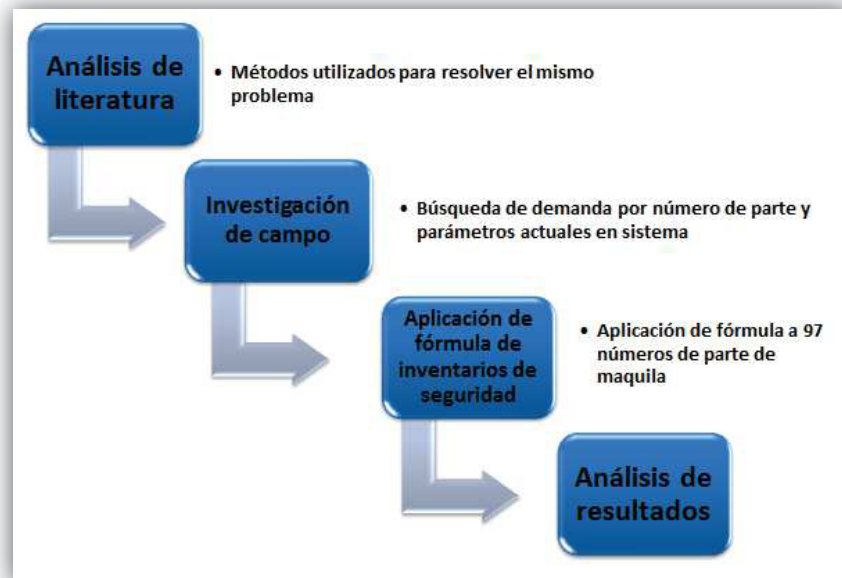 Análisis de
literatura
• Métodos utilizados para resolver el mismo
problema
Investigación
de campo
• Búsqueda de demanda por número de parte y
parámetros actuales en sistema
Aplicación de
fórmula de
inventarios de
seguridad
• Aplicación de fórmula a 97
números de parte de
maquila
Análisis de
resultados